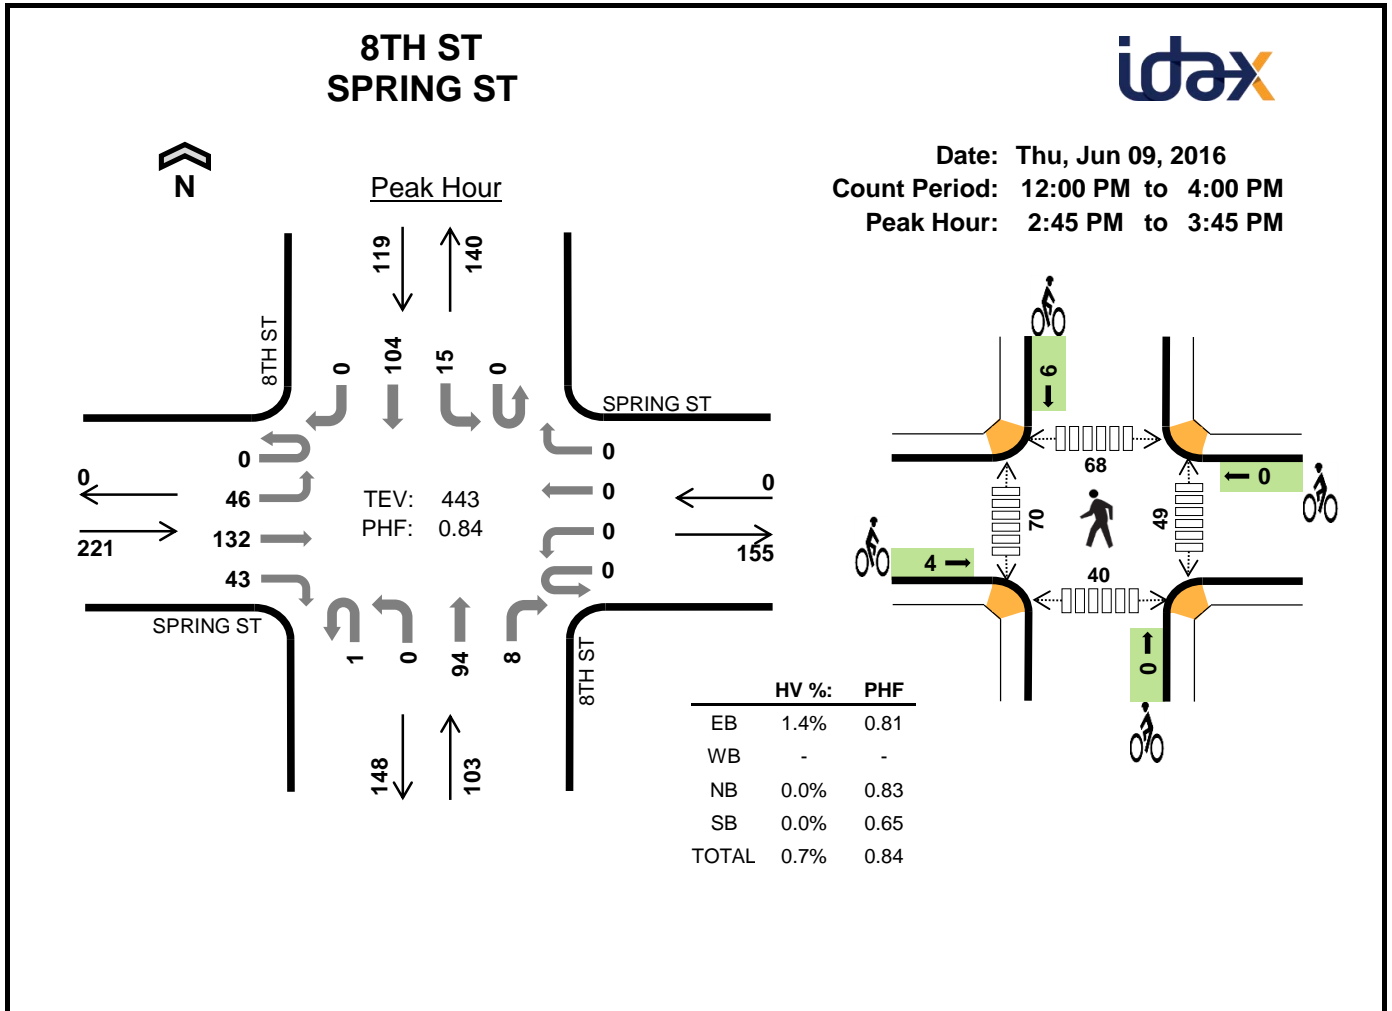 8TH ST
SPRING ST
idax
N
Peak Hour
Date: Thu, Jun 09, 2016
Count Period: 12:00 PM to 4:00 PM
Peak Hour: 2:45 PM to 3:45 PM
119
140
8TH ST
0
104
15
0
SPRING ST
0
46
132
43
0
221
TEV: 443
PHF: 0.84
0
0
0
0
0
155
SPRING ST
1
0
94
8
8TH ST
148
103
6
68
0
70
49
4
40
0
HV %: PHF
EB 1.4% 0.81
WB - -
NB 0.0% 0.83
SB 0.0% 0.65
TOTAL 0.7% 0.84